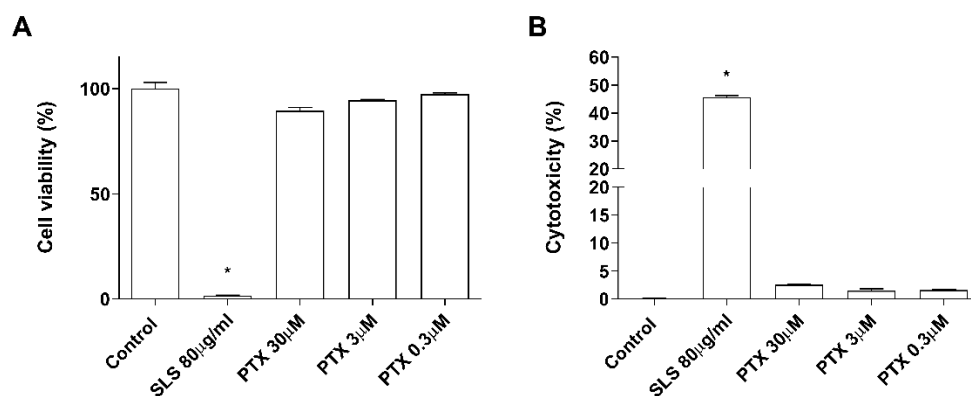 A
Cell viability (%)
100
50
0
*
Control
SLS 80μg/ml
PTX 30μM
PTX 3μM
PTX 0.3μM
B
Cytotoxicity (%)
60
50
40
30
20
20
15
10
5
0
*
Control
SLS 80μg/ml
PTX 30μM
PTX 3μM
PTX 0.3μM